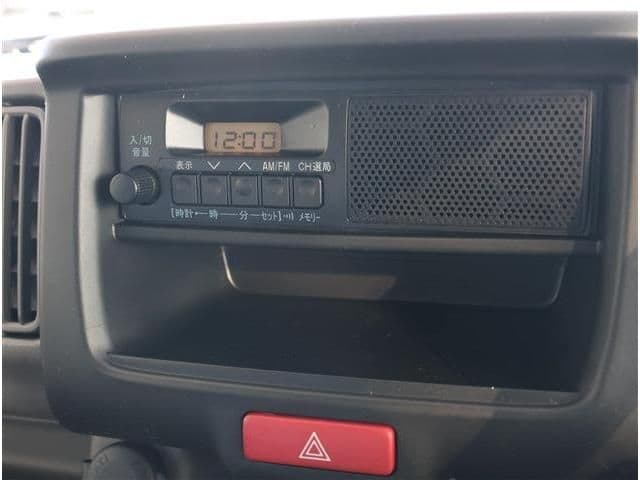 12:00
入/切
音量
表示 AM/FM CH選局
[時計 時 分 セット] メモリー